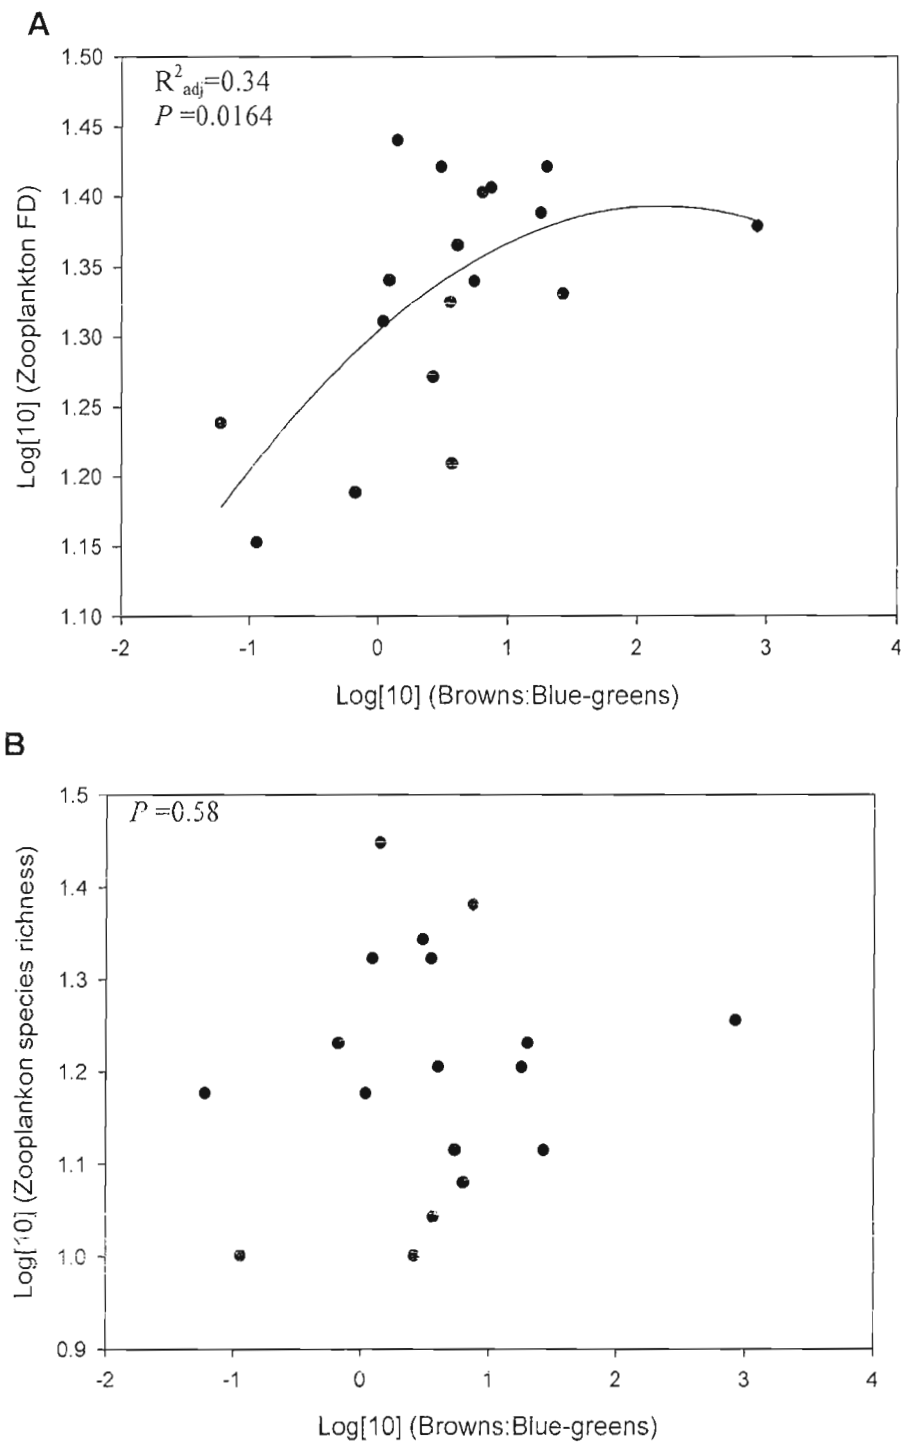 A
R²adj=0.34
P =0.0164
1.50
1.45
1.40
1.35
1.30
1.25
1.20
1.15
1.10
Log[10] (Zooplankton FD)
-2 -1 0 1 2 3 4
Log[10] (Browns:Blue-greens)
B
P =0.58
1.5
1.4
1.3
1.2
1.1
1.0
0.9
Log[10] (Zooplankon species richness)
-2 -1 0 1 2 3 4
Log[10] (Browns:Blue-greens)